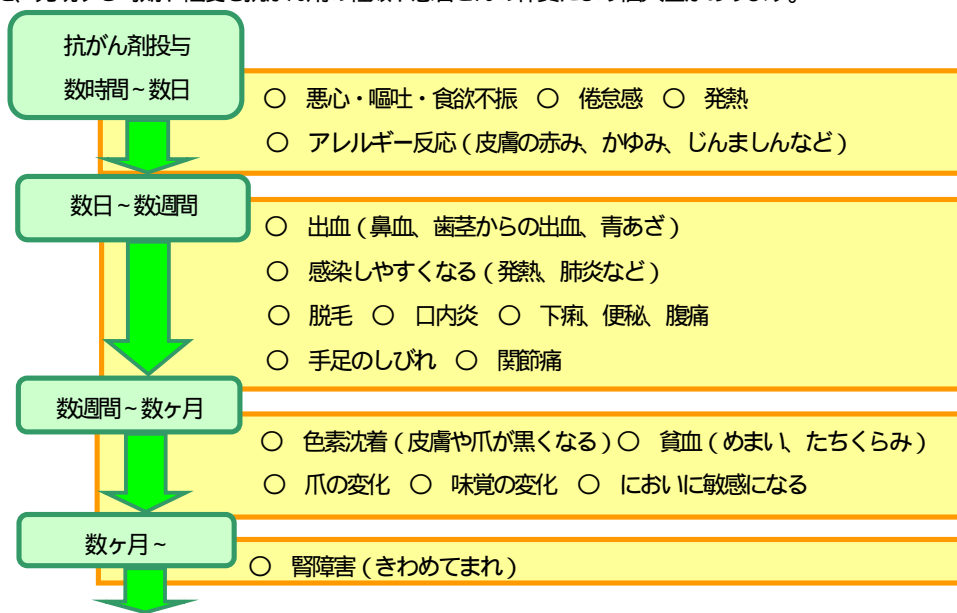 抗がん剤投与
数時間~数日
○ 悪心・嘔吐・食欲不振 ○ 倦怠感 ○ 発熱
○ アレルギー反応(皮膚の赤み、かゆみ、じんましんなど)
数日~数週間
○ 出血(鼻血、歯茎からの出血、青あざ)
○ 感染しやすくなる(発熱、肺炎など)
○ 脱毛 ○ 口内炎 ○ 下痢、便秘、腹痛
○ 手足のしびれ ○ 関節痛
数週間~数ヶ月
○ 色素沈着(皮膚や爪が黒くなる)○ 貧血(めまい、たちくらみ)
○ 爪の変化 ○ 味覚の変化 ○ においに敏感になる
数ヶ月~
○ 腎障害(きわめてまれ)